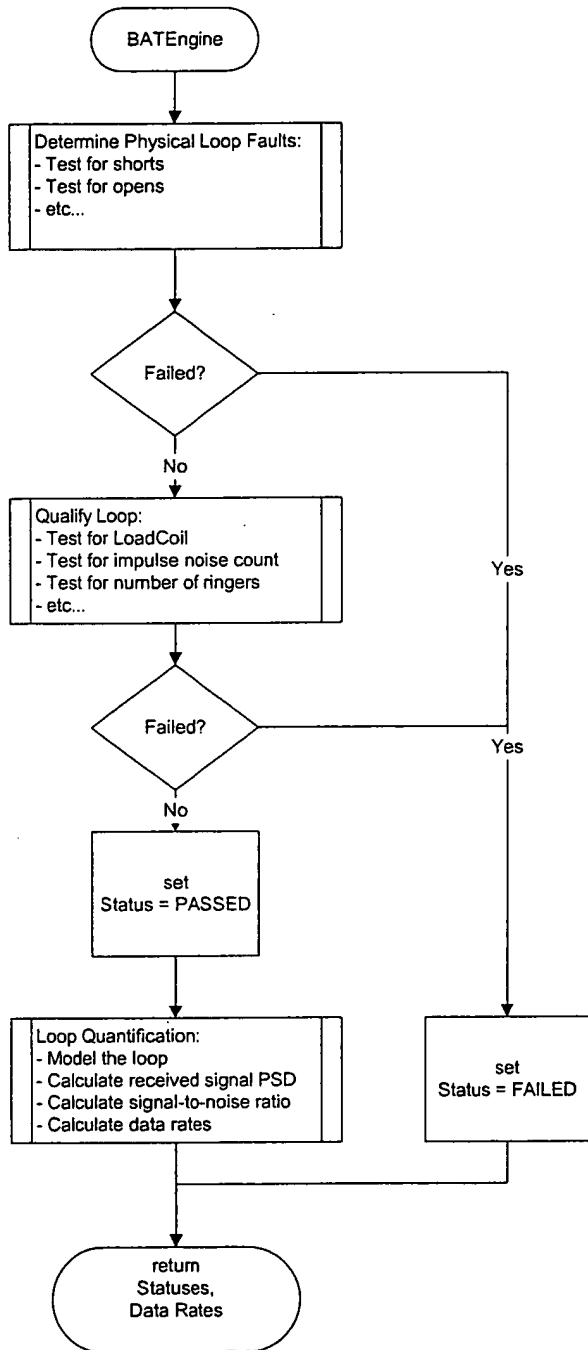 BATEngine
Determine Physical Loop Faults:
- Test for shorts
- Test for opens
- etc...
Failed?
No
Qualify Loop:
- Test for LoadCoil
- Test for impulse noise count
- Test for number of ringers
- etc...
Yes
Failed?
Yes
No
set
Status = PASSED
Loop Quantification:
- Model the loop
- Calculate received signal PSD
- Calculate signal-to-noise ratio
- Calculate data rates
set
Status = FAILED
return
Statuses,
Data Rates